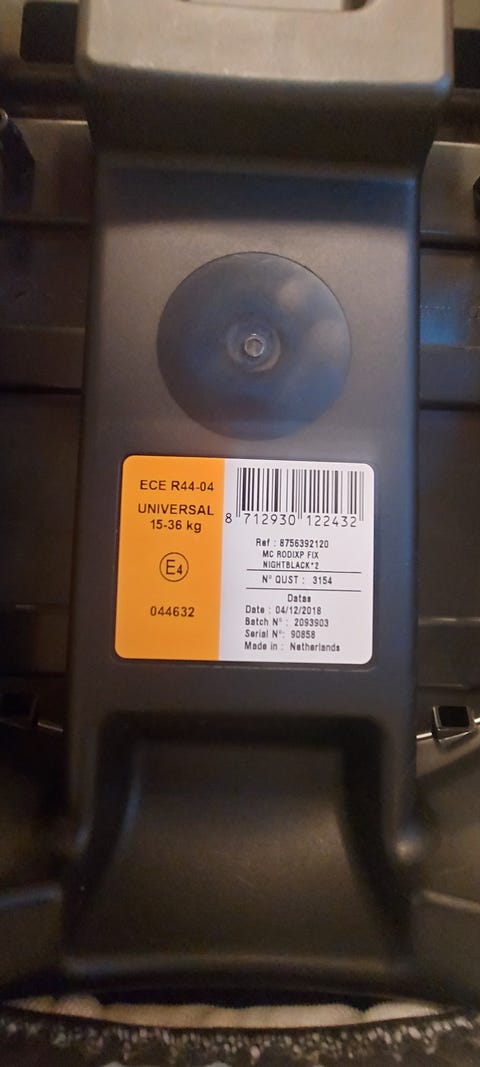 ECE R44-04
UNIVERSAL
15-36 kg
E4
044632
8 712930 122432
Ref : 8756392120
MC RODIXP FIX
NIGHTBLACK*2
N° QUST : 3154
Datas
Date : 04/12/2018
Batch N° : 2093903
Serial N°: 90858
Made in : Netherlands